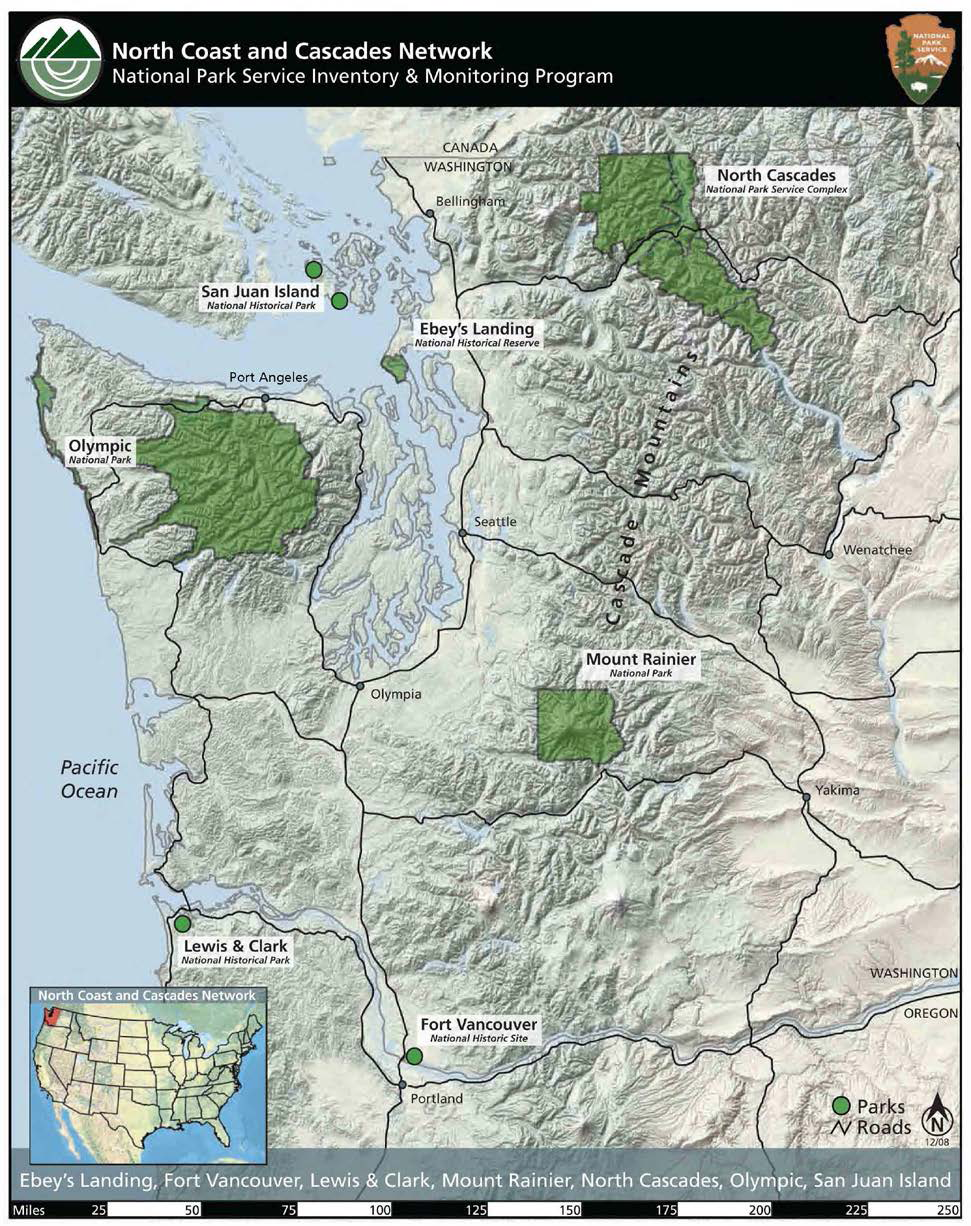 North Coast and Cascades Network
National Park Service Inventory & Monitoring Program
NATIONAL
PARK
SERVICE
CANADA
WASHINGTON
North Cascades
National Park Service Complex
Bellingham
San Juan Island
National Historical Park
Ebey's Landing
National Historical Reserve
Port Angeles
Cascade Mountains
Olympic
National Park
Seattle
Wenatchee
Mount Rainier
National Park
Olympia
Pacific
Ocean
Yakima
Lewis & Clark
National Historical Park
WASHINGTON
OREGON
North Coast and Cascades Network
Fort Vancouver
National Historic Site
Portland
Parks
Roads
N
12/08
Ebey's Landing, Fort Vancouver, Lewis & Clark, Mount Rainier, North Cascades, Olympic, San Juan Island
Miles 25 50 75 100 125 150 175 200 225 250